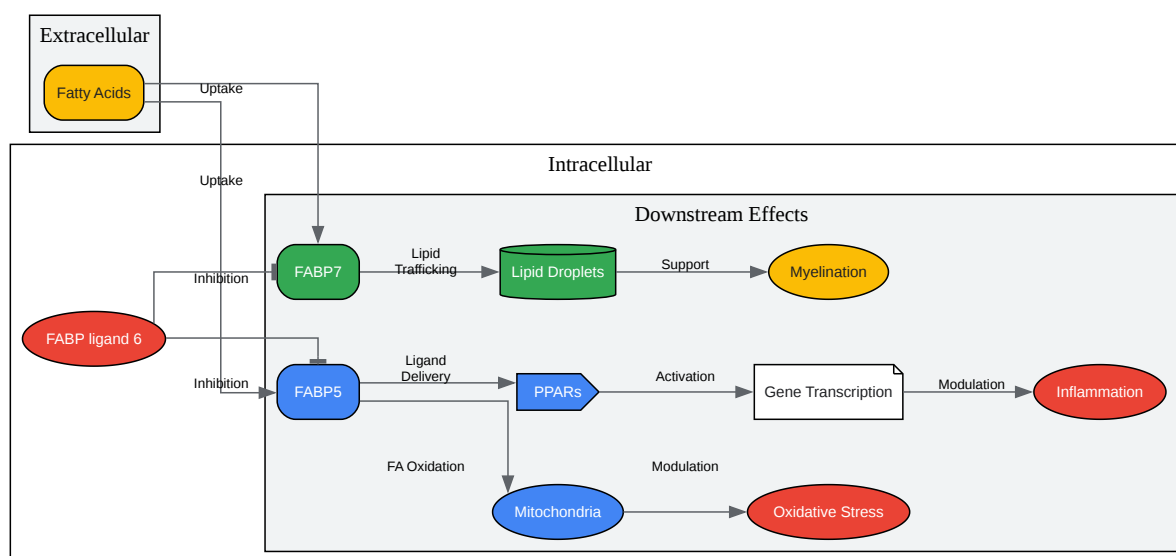 Extracellular
Fatty Acids
Uptake
Intracellular
Uptake
Downstream Effects
Inhibition
FABP7
Lipid
Trafficking
Lipid Droplets
Support
Myelination
FABP ligand 6
Inhibition
FABP5
Ligand
Delivery
PPARs
Activation
Gene Transcription
Modulation
Inflammation
FA Oxidation
Modulation
Mitochondria
Oxidative Stress